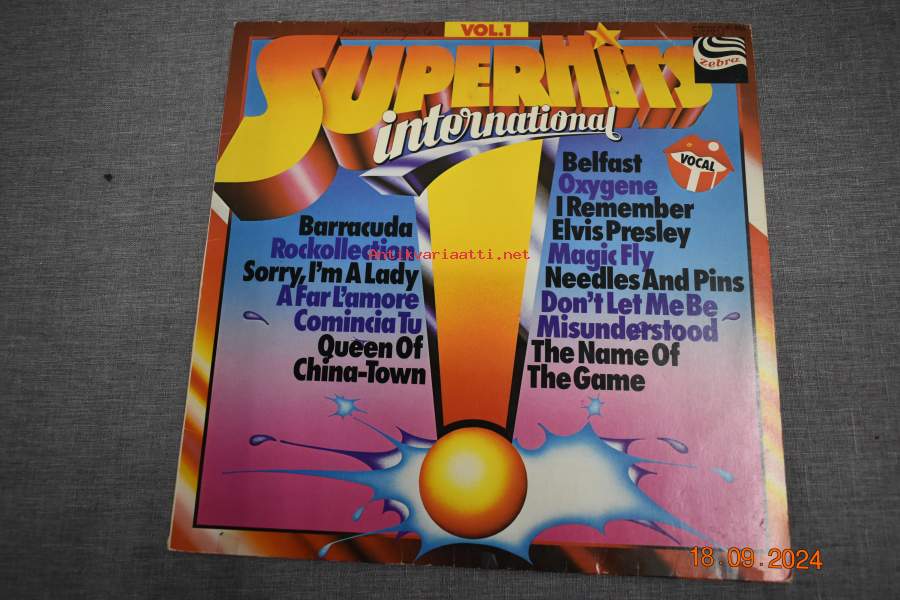 VOL.1
SUPERHITS
international
zebra
VOCAL
Barracuda
Rockollection
Sorry, I'm A Lady
A Far L'amore
Comincia Tu
Queen Of
China-Town
Belfast
Oxygene
I Remember
Elvis Presley
Magic Fly
Needles And Pins
Don't Let Me Be
Misunderstood
The Name Of
The Game
Antikvariaatti.net
18.09.2024